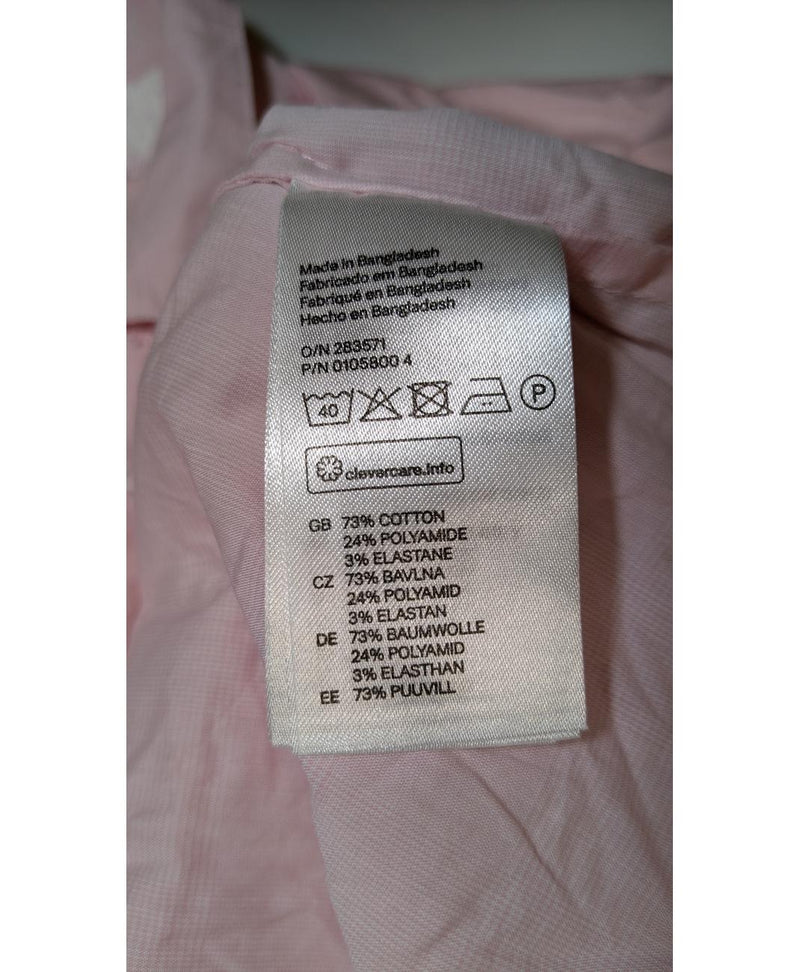 Made in Bangladesh
Fabricado em Bangladesh
Fabriqué en Bangladesh
Hecho en Bangladesh
O/N 283571
P/N 0105800 4
40
P
clevercare.info
GB 73% COTTON
24% POLYAMIDE
3% ELASTANE
CZ 73% BAVLNA
24% POLYAMID
3% ELASTAN
DE 73% BAUMWOLLE
24% POLYAMID
3% ELASTHAN
EE 73% PUUVILL